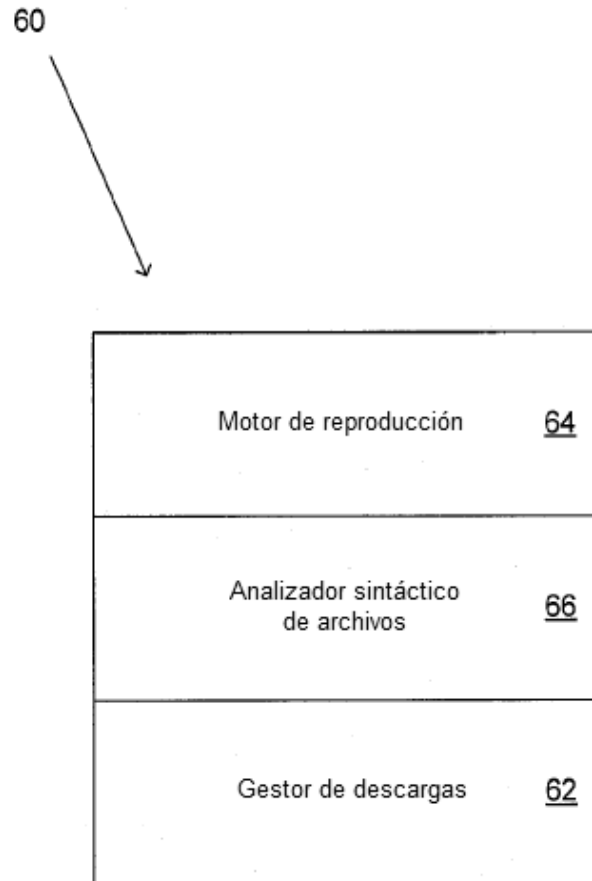 60
Motor de reproducción 64
Analizador sintáctico
de archivos 66
Gestor de descargas 62